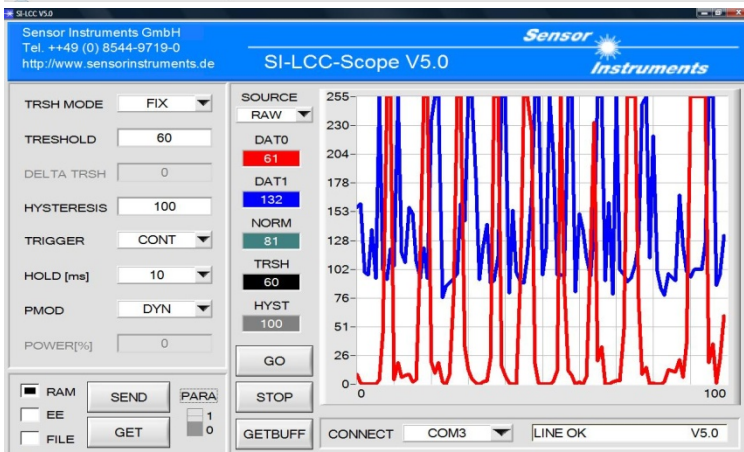 SI-LCC V5.0
Sensor Instruments GmbH
Tel. ++49 (0) 8544-9719-0
http://www.sensorinstruments.de
SI-LCC-Scope V5.0
Sensor
Instruments
TRSH MODE FIX
TRESHOLD 60
DELTA TRSH 0
HYSTERESIS 100
TRIGGER CONT
HOLD [ms] 10
PMOD DYN
POWER[%] 0
RAM
EE
FILE
SEND
GET
PARA
1
0
SOURCE
RAW
DAT0
61
DAT1
132
NORM
81
TRSH
60
HYST
100
GO
STOP
GETBUFF
255
230
204
178
153
128
102
76
51
26
0
0 100
CONNECT COM3 LINE OK V5.0